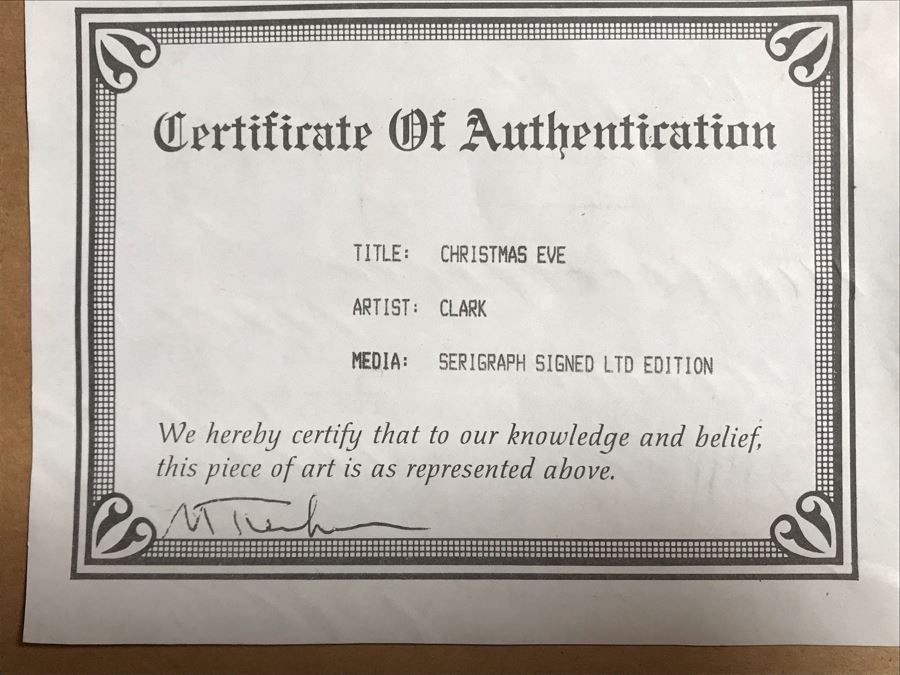 Certificate Of Authentication
TITLE: CHRISTMAS EVE
ARTIST: CLARK
MEDIA: SERIGRAPH SIGNED LTD EDITION
We hereby certify that to our knowledge and belief,
this piece of art is as represented above.